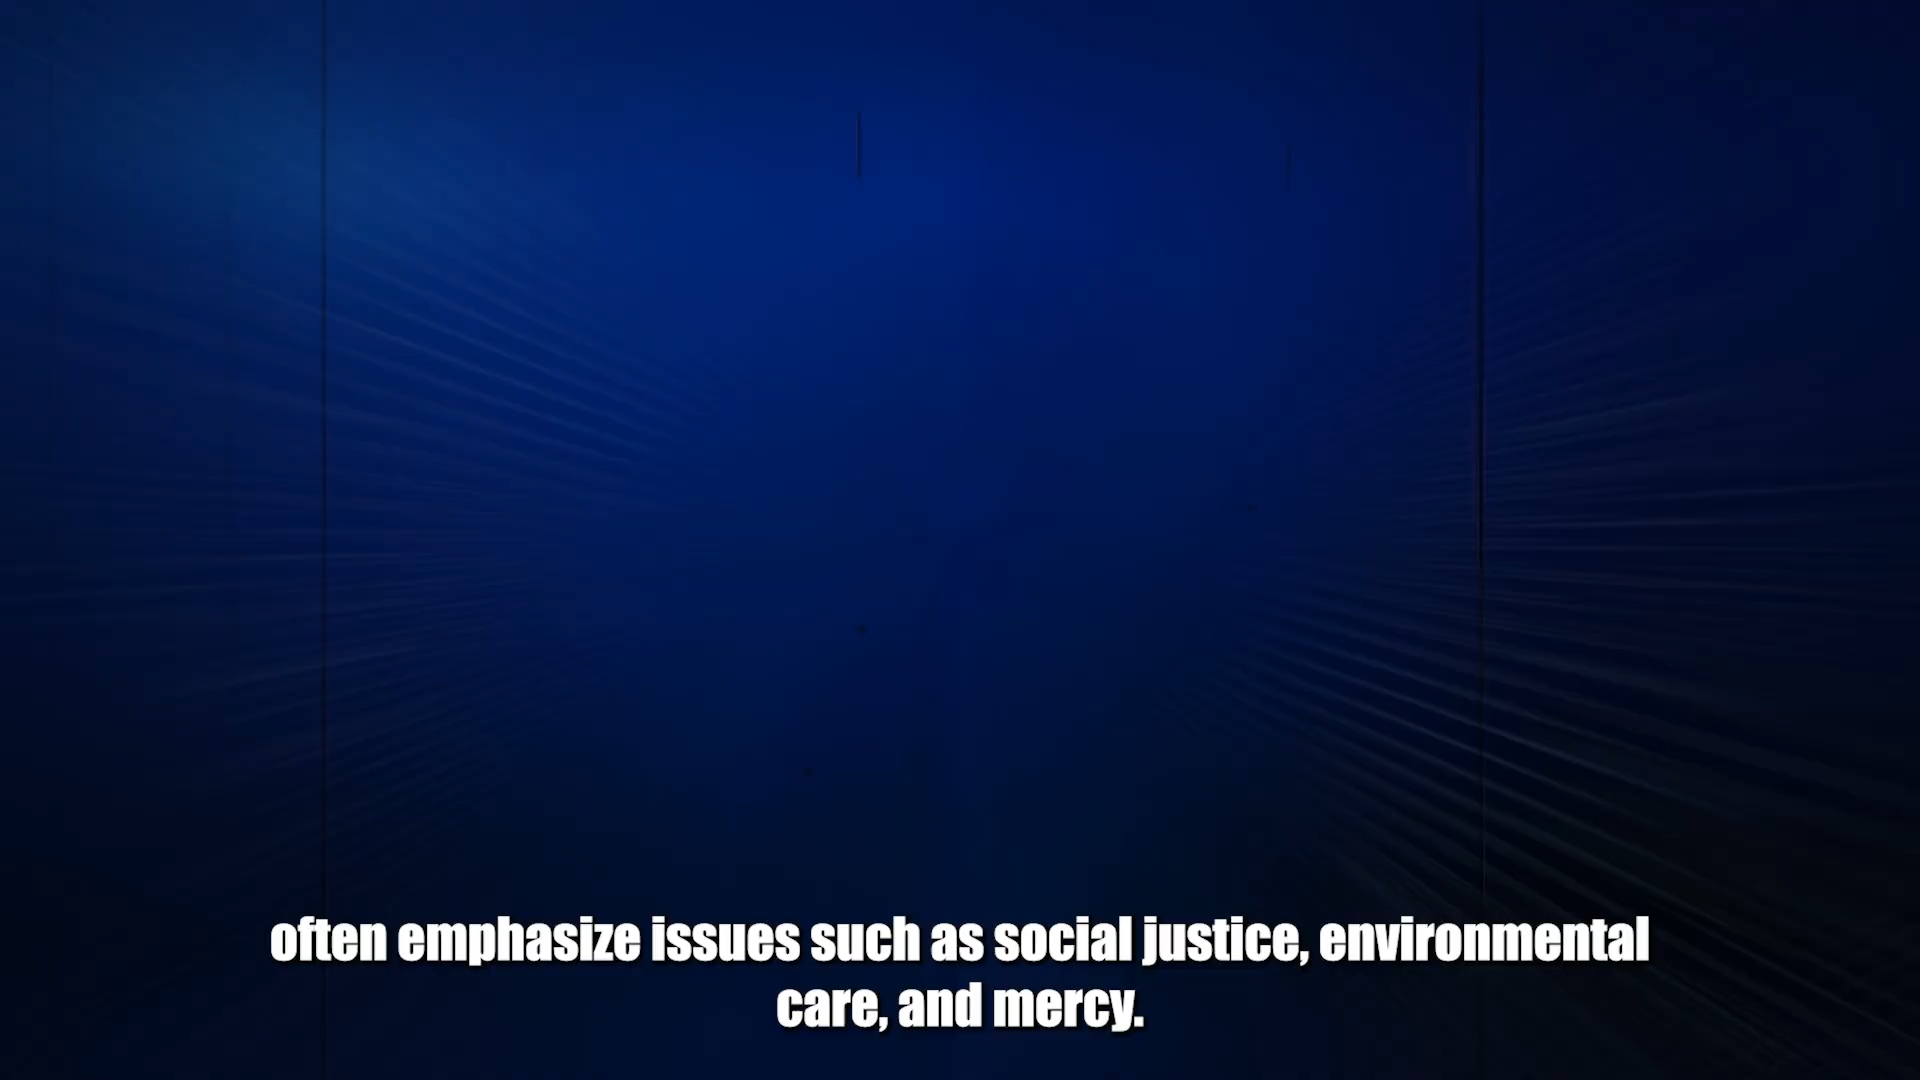 often emphasize issues such as social justice, environmental
care, and mercy.